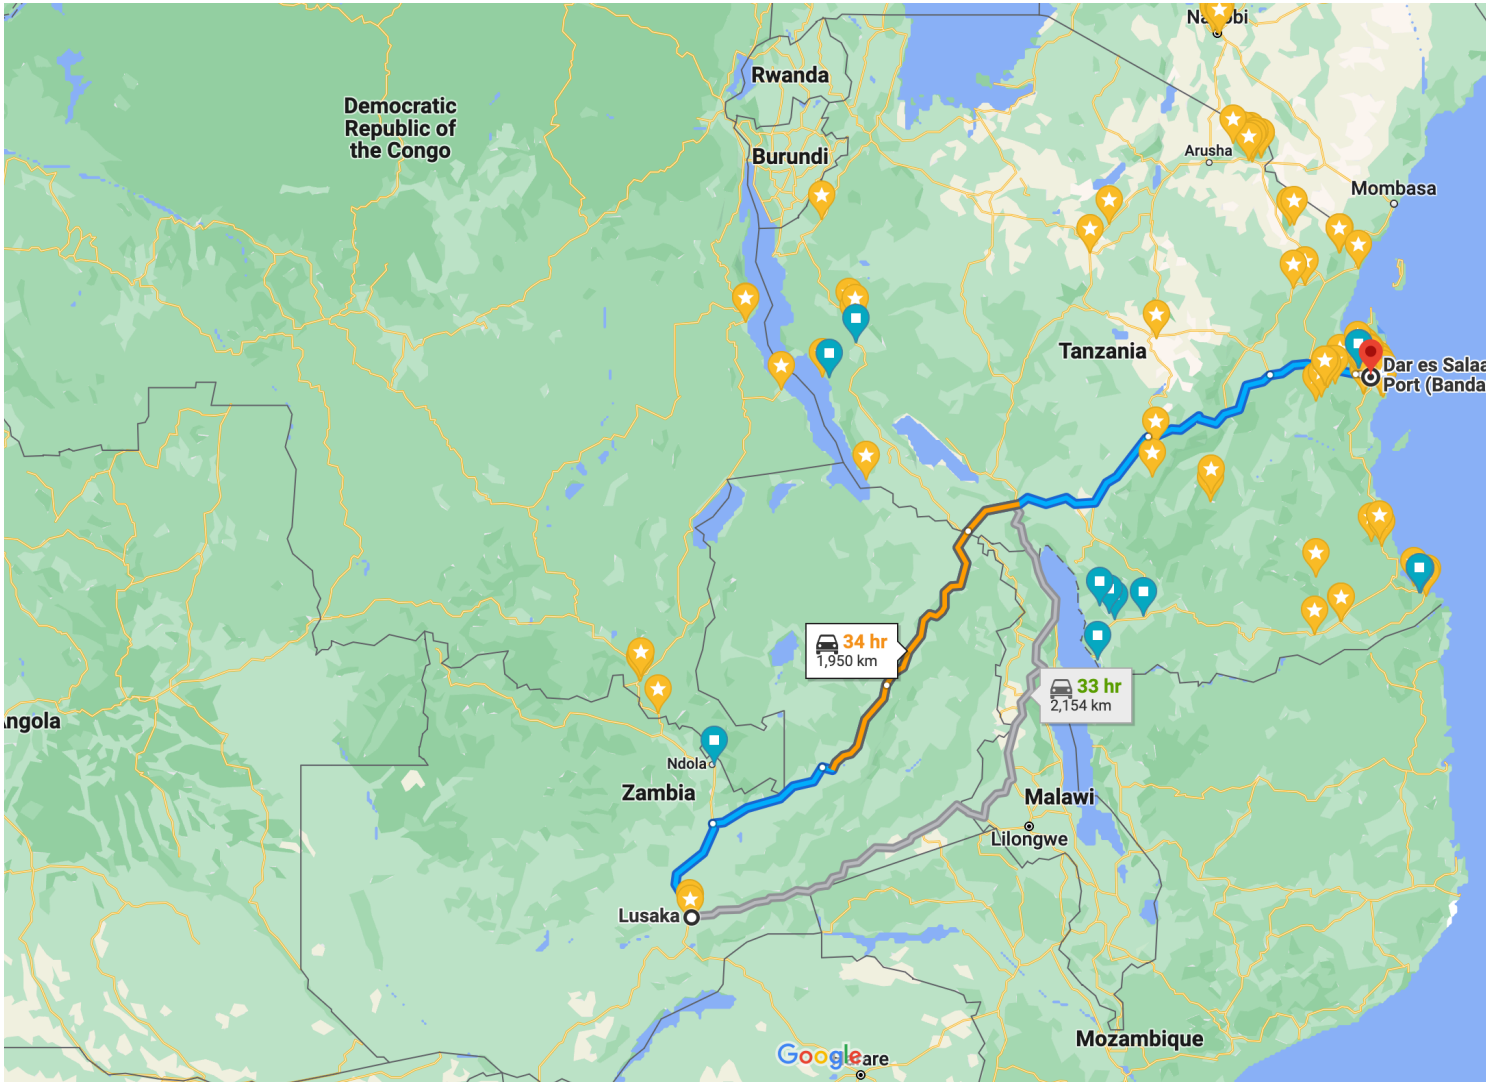 Rwanda
Democratic
Republic of
the Congo
Burundi
Arusha
Mombasa
Tanzania
Dar es Salaa
Port (Banda
34 hr
1,950 km
33 hr
2,154 km
ngola
Ndola
Zambia
Malawi
Lilongwe
Lusaka
Mozambique
Google
are